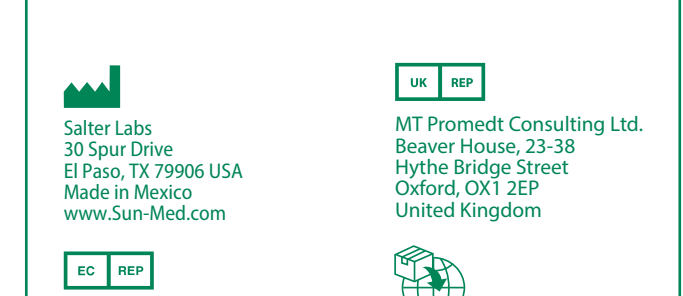 Salter Labs
30 Spur Drive
El Paso, TX 79906 USA
Made in Mexico
www.Sun-Med.com
EC REP
UK REP
MT Promedt Consulting Ltd.
Beaver House, 23-38
Hythe Bridge Street
Oxford, OX1 2EP
United Kingdom